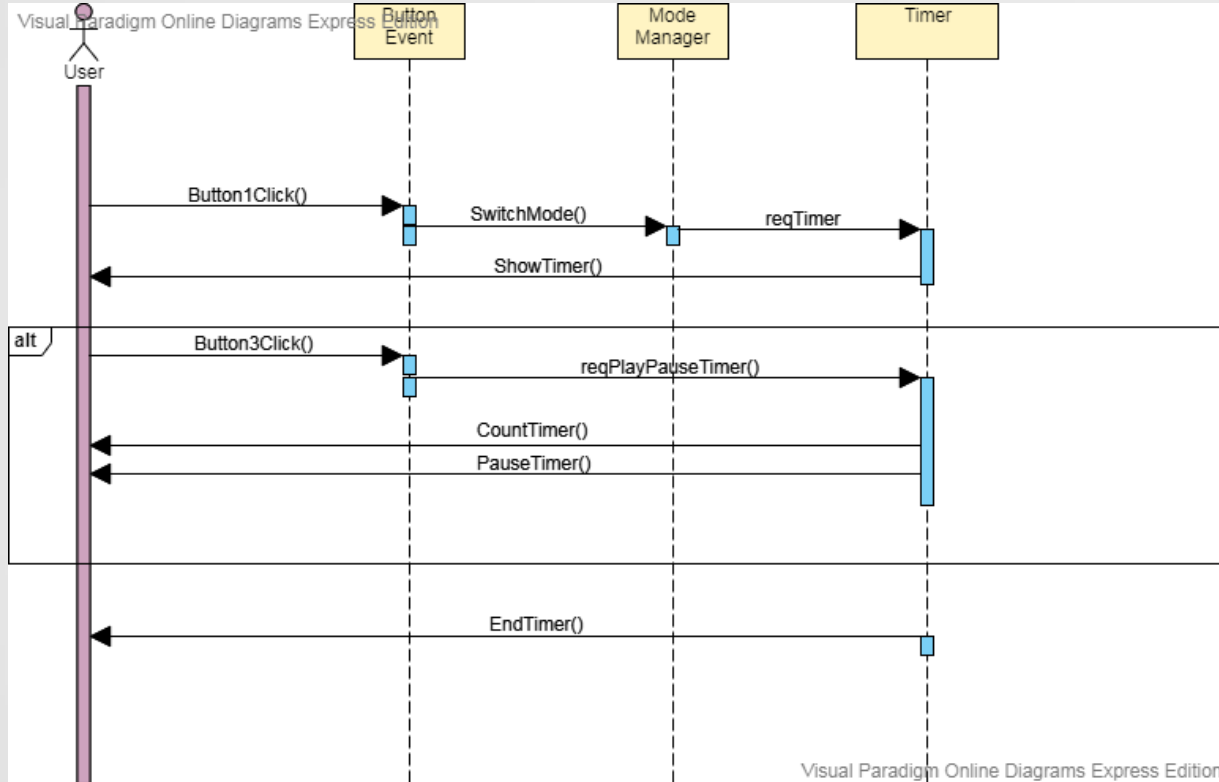 Visual Paradigm Online Diagrams Express Edition
User
Button
Event
Mode
Manager
Timer
Button1Click()
SwitchMode()
reqTimer
ShowTimer()
alt
Button3Click()
reqPlayPauseTimer()
CountTimer()
PauseTimer()
EndTimer()
Visual Paradigm Online Diagrams Express Edition